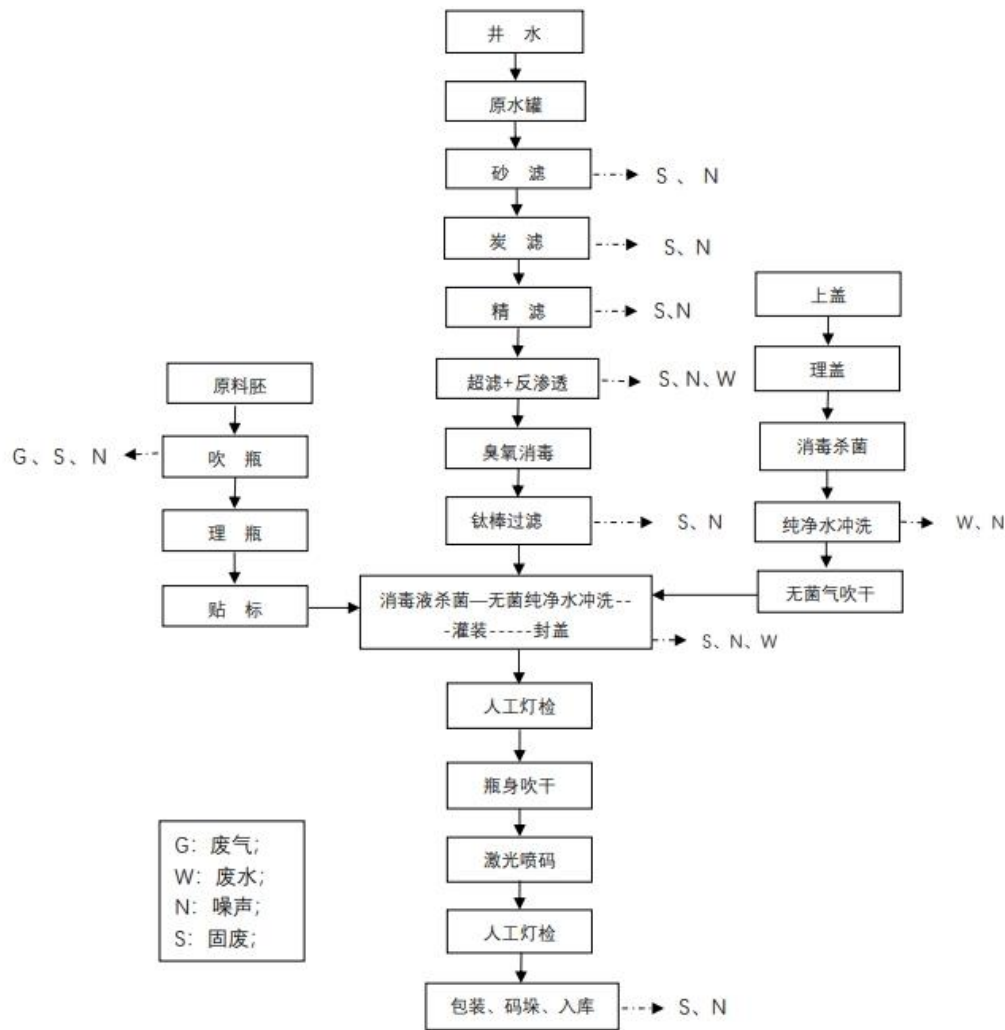 井 水
原水罐
砂 滤
S 、 N
炭 滤
S、N
精 滤
S、N
超滤+反渗透
S、N、W
臭氧消毒
钛棒过滤
S、N
原料胚
吹 瓶
G 、S、N
理 瓶
贴 标
上盖
理盖
消毒杀菌
纯净水冲洗
W、N
无菌气吹干
消毒液杀菌—无菌纯净水冲洗--
-灌装-----封盖
S、N、W
人工灯检
瓶身吹干
激光喷码
人工灯检
包装、码垛、入库
S、N
G：废气;
W：废水;
N：噪声;
S：固废;